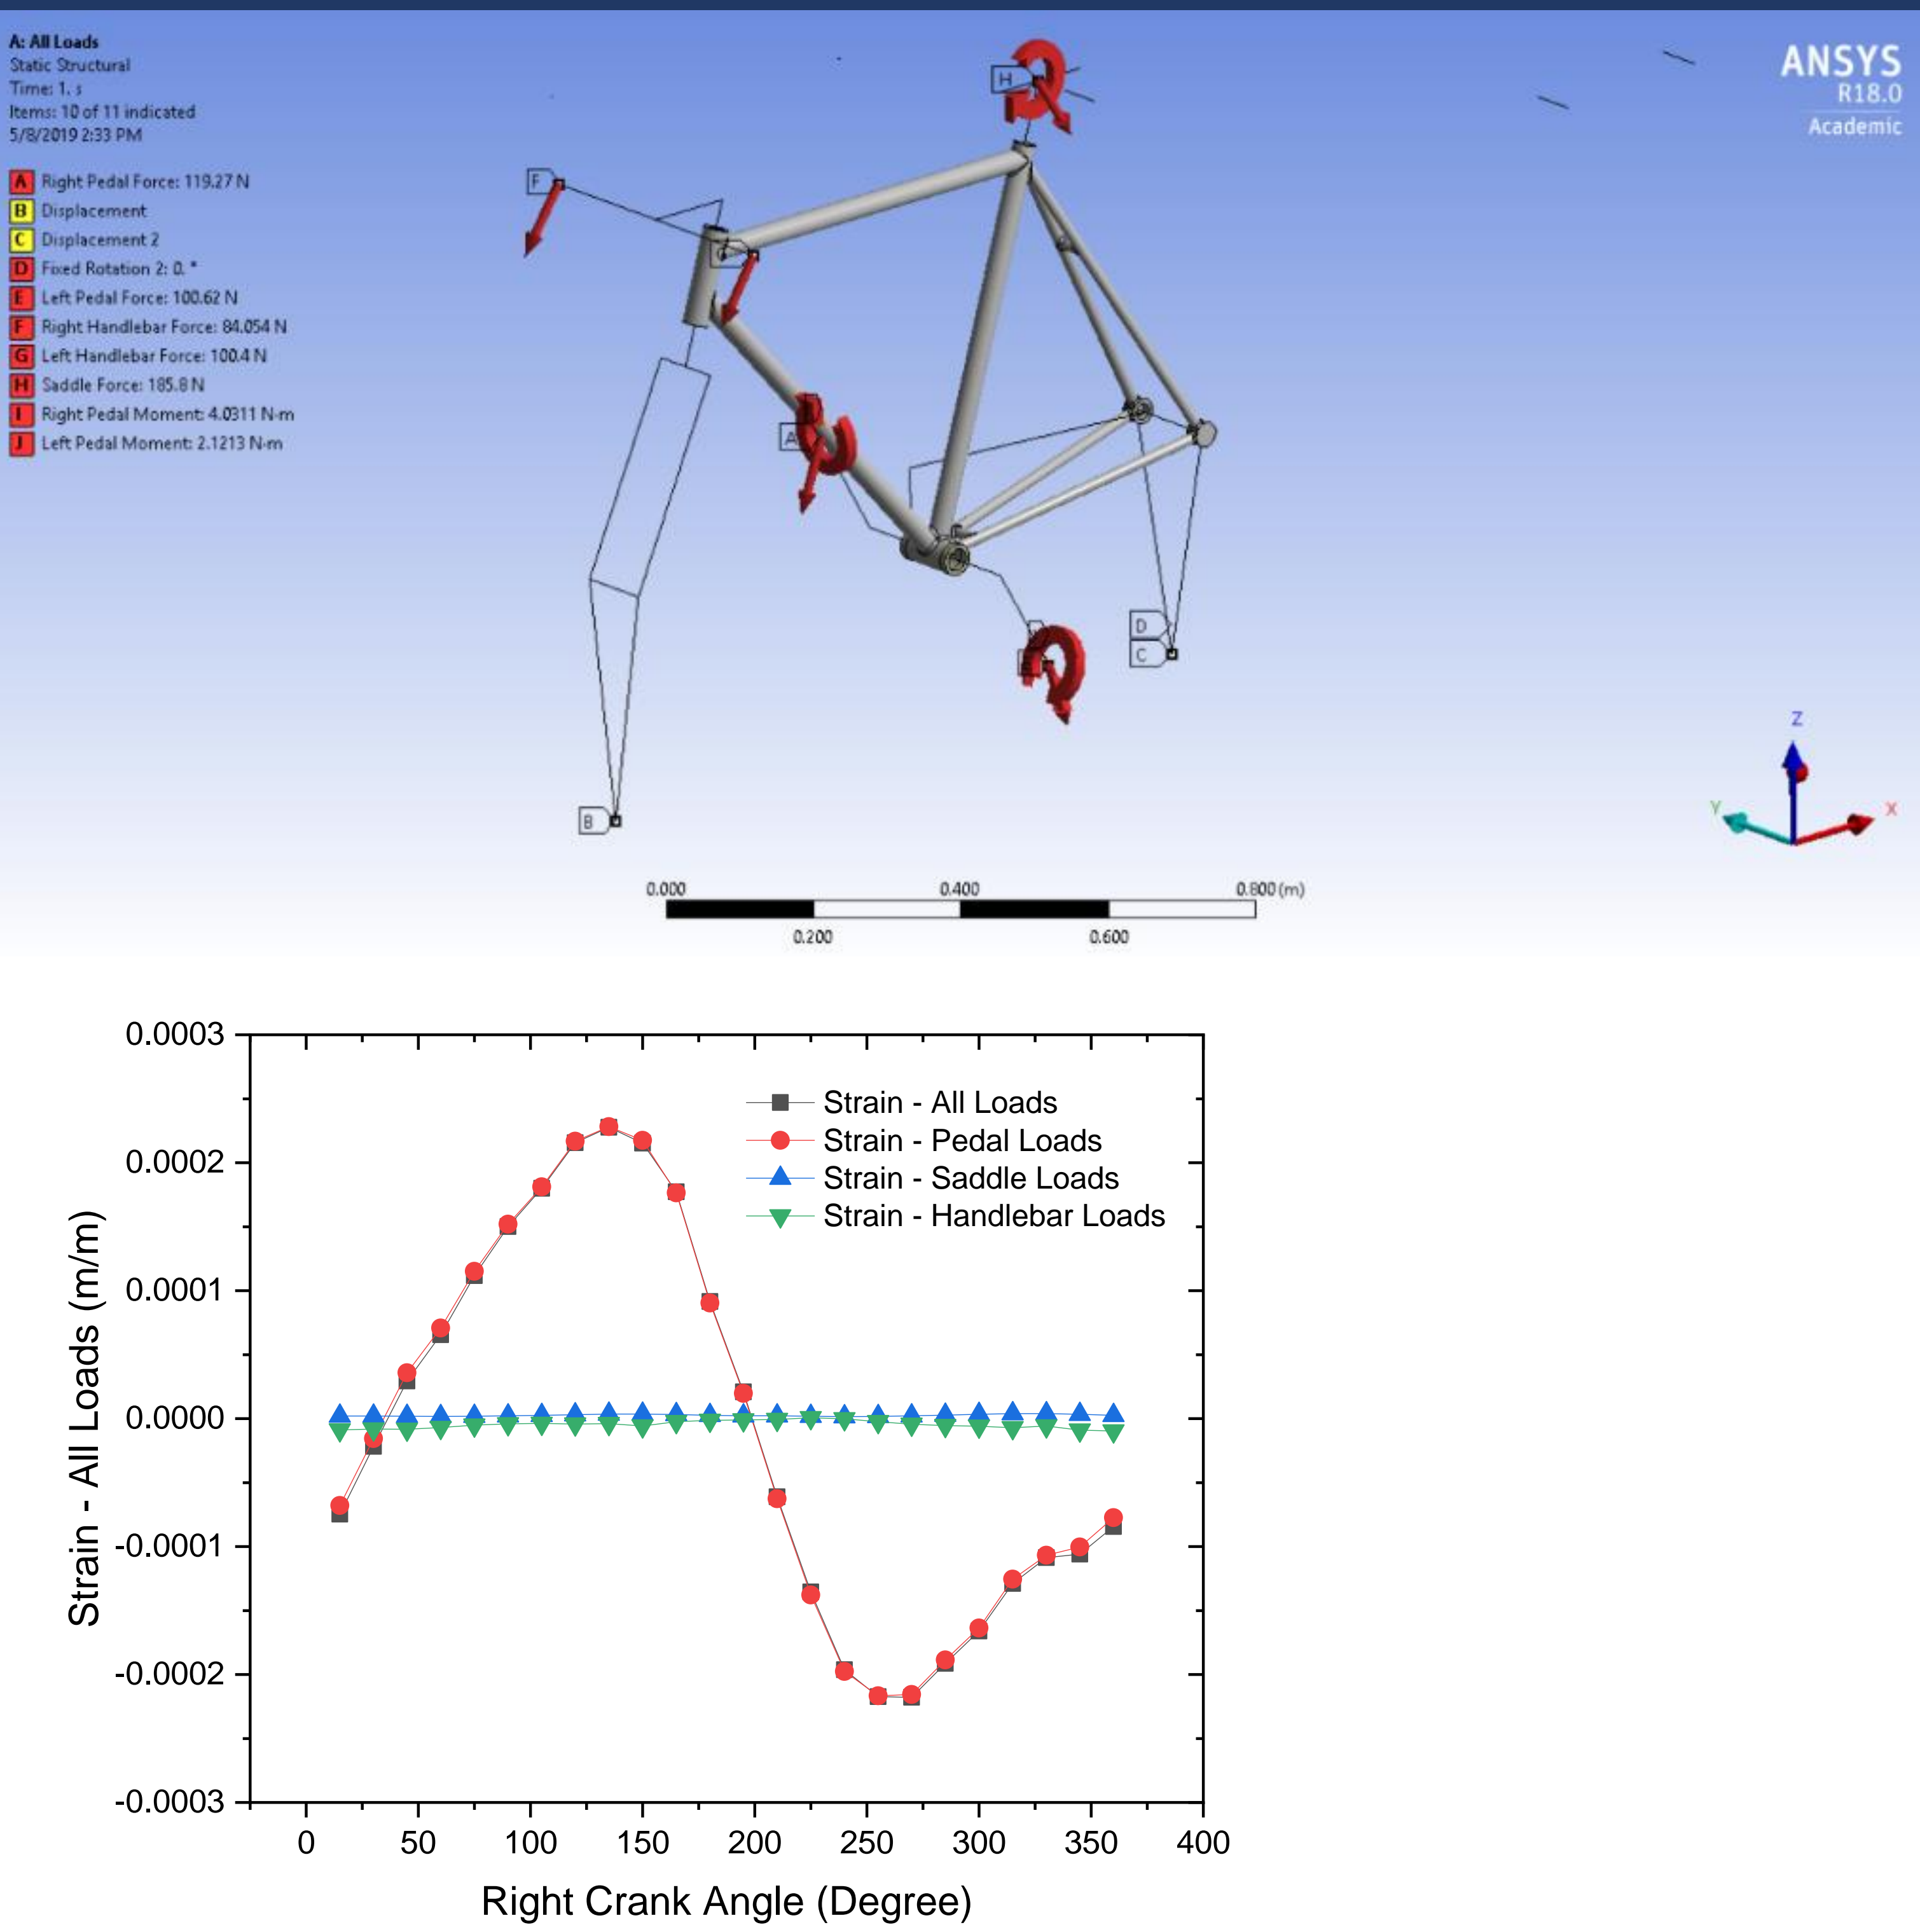 A: All Loads
Static Structural
Time: 1. s
Items: 10 of 11 indicated
5/8/2019 2:33 PM
A Right Pedal Force: 119.27 N
B Displacement
C Displacement 2
D Fixed Rotation 2: 0. °
E Left Pedal Force: 100.62 N
F Right Handlebar Force: 84.054 N
G Left Handlebar Force: 100.4 N
H Saddle Force: 185.8 N
I Right Pedal Moment: 4.0311 N·m
J Left Pedal Moment: 2.1213 N·m
ANSYS
R18.0
Academic
H
F
A
D
C
B
Z
Y
X
0.000 0.400 0.800 (m)
0.200 0.600
0.0003
0.0002
0.0001
0.0000
-0.0001
-0.0002
-0.0003
Strain - All Loads (m/m)
Strain - All Loads
Strain - Pedal Loads
Strain - Saddle Loads
Strain - Handlebar Loads
0 50 100 150 200 250 300 350 400
Right Crank Angle (Degree)